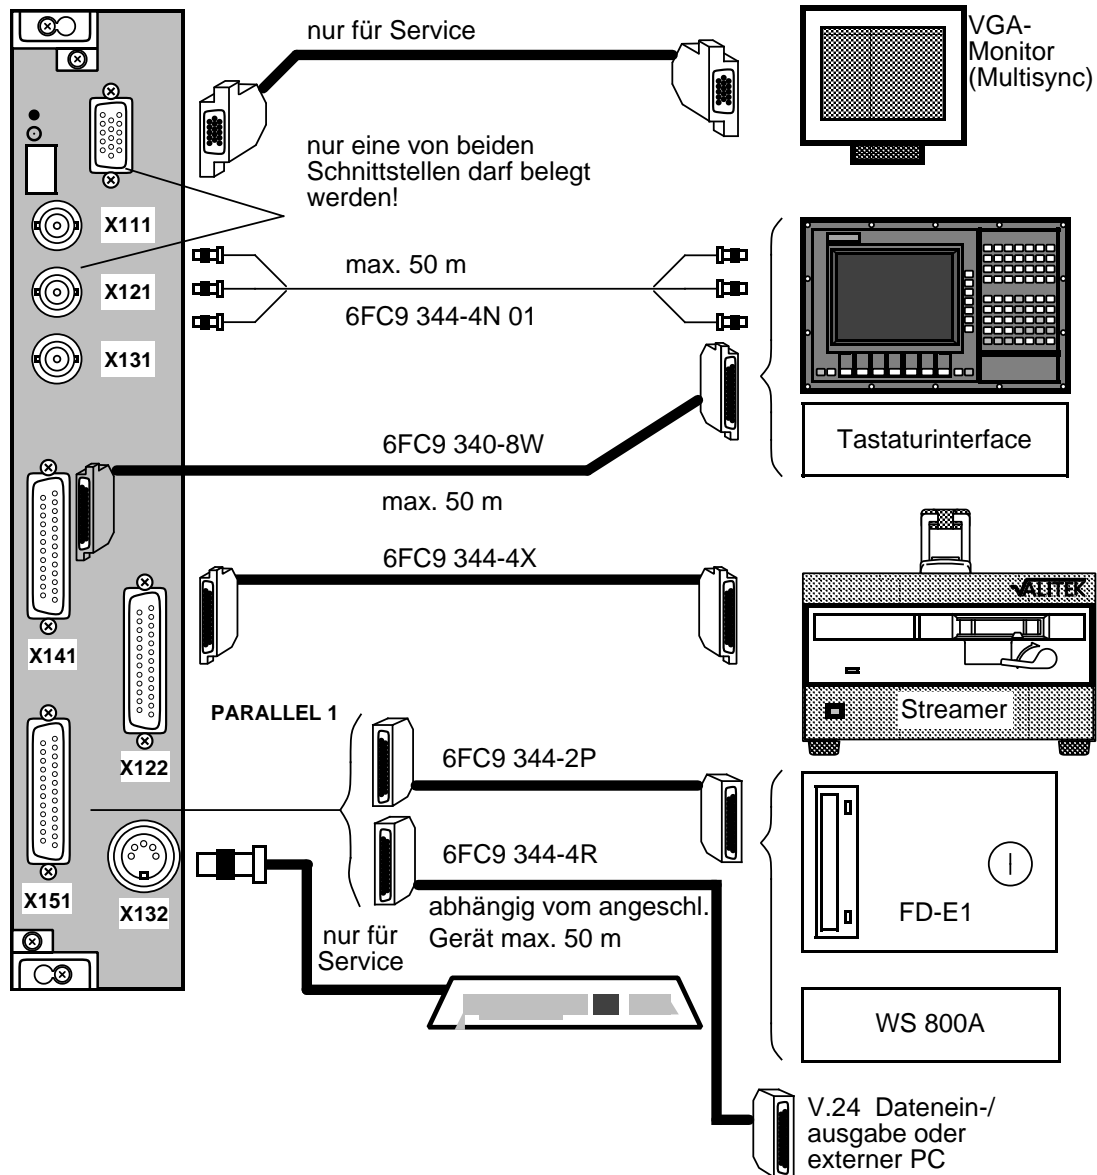 nur für Service
VGA-
Monitor
(Multisync)
nur eine von beiden
Schnittstellen darf belegt
werden!
X111
X121
X131
max. 50 m
6FC9 344-4N 01
6FC9 340-8W
max. 50 m
Tastaturinterface
6FC9 344-4X
VALITEK
Streamer
X141
X122
PARALLEL 1
6FC9 344-2P
6FC9 344-4R
abhängig vom angeschl.
Gerät max. 50 m
X151
X132
nur für
Service
FD-E1
WS 800A
V.24 Datenein-/
ausgabe oder
externer PC